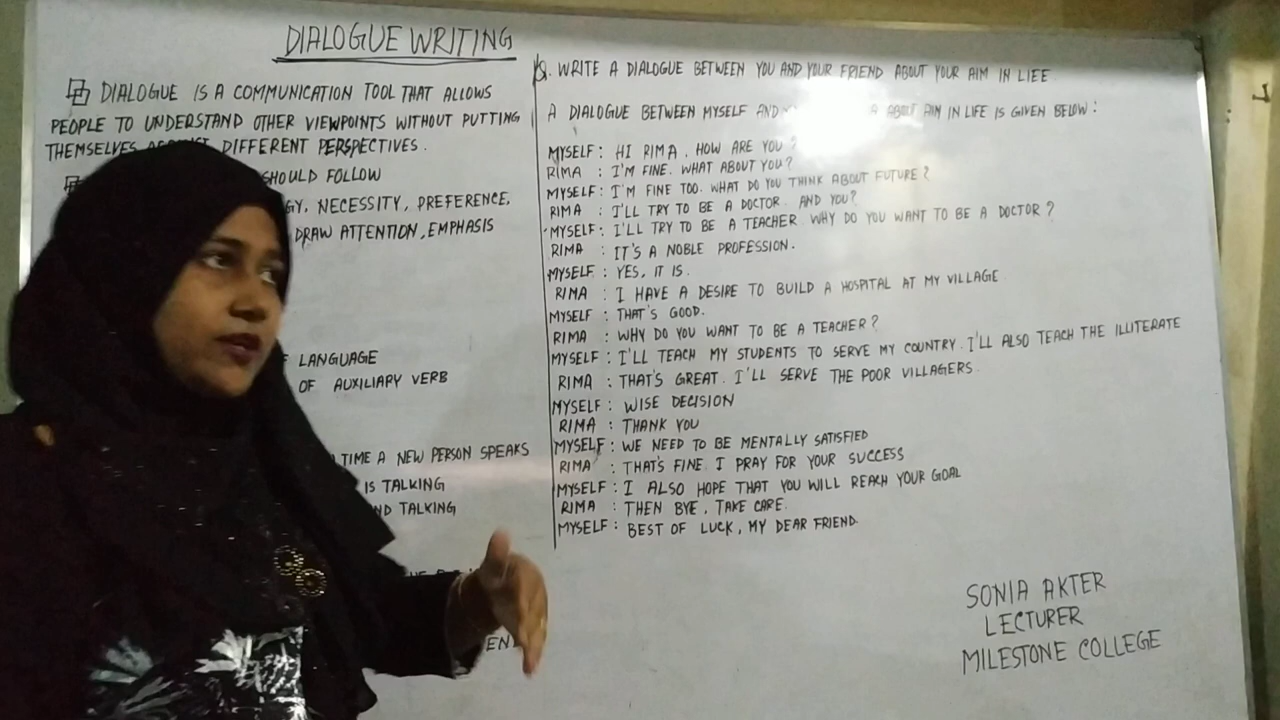 DIALOGUE WRITING
DIALOGUE IS A COMMUNICATION TOOL THAT ALLOWS
PEOPLE TO UNDERSTAND OTHER VIEWPOINTS WITHOUT PUTTING
THEMSELVES AGAINST DIFFERENT PERSPECTIVES.
SHOULD FOLLOW
GY, NECESSITY, PREFERENCE,
DRAW ATTENTION, EMPHASIS
LANGUAGE
OF AUXILIARY VERB
TIME A NEW PERSON SPEAKS
IS TALKING
TALKING
Q. WRITE A DIALOGUE BETWEEN YOU AND YOUR FRIEND ABOUT YOUR AIM IN LIFE
A DIALOGUE BETWEEN MYSELF AND ABOUT AIM IN LIFE IS GIVEN BELOW:
MYSELF: HI RIMA. HOW ARE YOU?
RIMA : I'M FINE. WHAT ABOUT YOU?
MYSELF: I'M FINE TOO. WHAT DO YOU THINK ABOUT FUTURE?
RIMA : I'LL TRY TO BE A DOCTOR. AND YOU?
MYSELF: I'LL TRY TO BE A TEACHER. WHY DO YOU WANT TO BE A DOCTOR?
RIMA : IT'S A NOBLE PROFESSION.
MYSELF: YES, IT IS.
RIMA : I HAVE A DESIRE TO BUILD A HOSPITAL AT MY VILLAGE
MYSELF: THAT'S GOOD.
RIMA : WHY DO YOU WANT TO BE A TEACHER?
MYSELF: I'LL TEACH MY STUDENTS TO SERVE MY COUNTRY. I'LL ALSO TEACH THE ILLITERATE
RIMA : THAT'S GREAT. I'LL SERVE THE POOR VILLAGERS.
MYSELF: WISE DECISION
RIMA : THANK YOU
MYSELF: WE NEED TO BE MENTALLY SATISFIED
RIMA : THAT'S FINE. I PRAY FOR YOUR SUCCESS
MYSELF: I ALSO HOPE THAT YOU WILL REACH YOUR GOAL
RIMA : THEN BYE, TAKE CARE.
MYSELF: BEST OF LUCK, MY DEAR FRIEND.
SONIA AKTER
LECTURER
MILESTONE COLLEGE